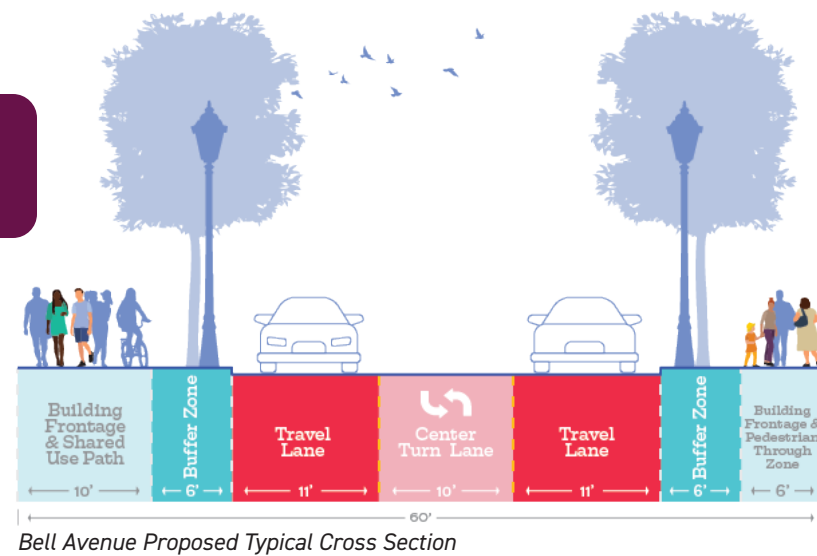 Building
Frontage
& Shared
Use Path
10'
Buffer Zone
6'
Travel
Lane
11'
Center
Turn Lane
10'
Travel
Lane
11'
Buffer Zone
6'
Building
Frontage &
Pedestrian
Through
Zone
6'
60'
Bell Avenue Proposed Typical Cross Section